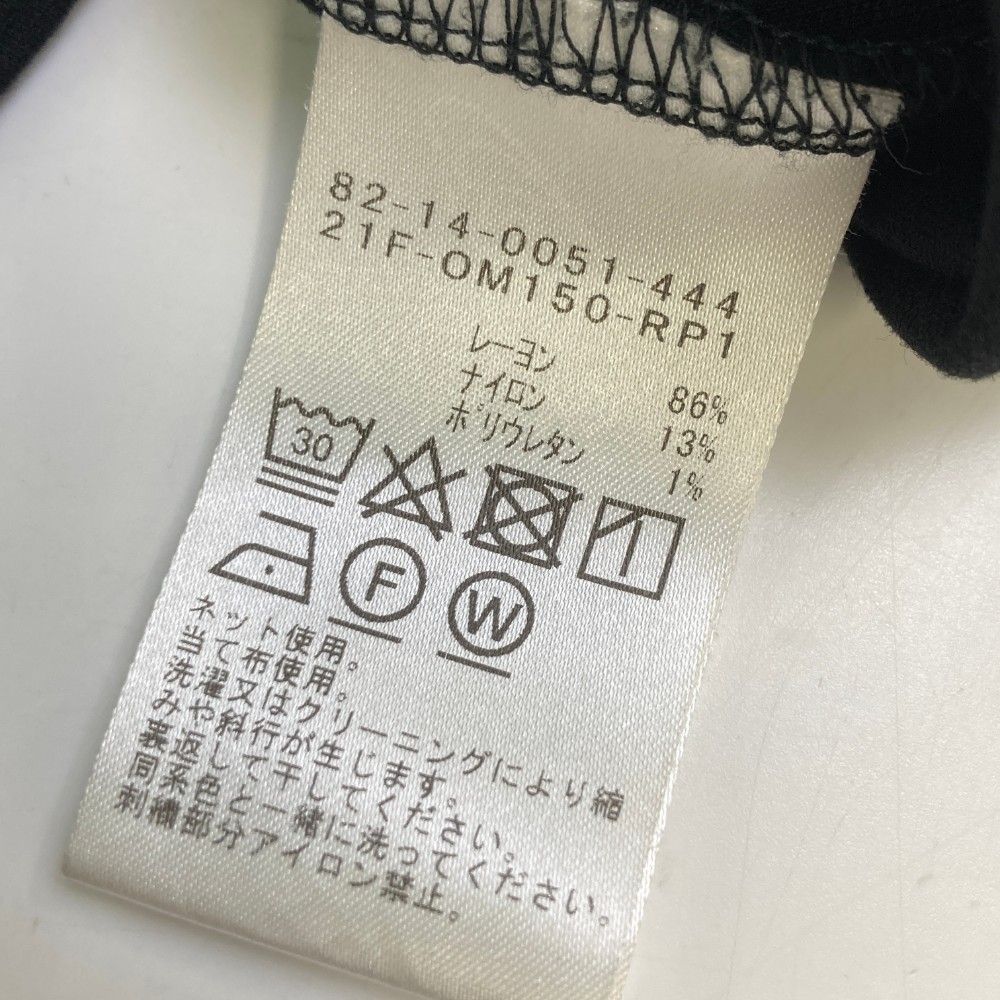 82-14-0051-444
21F-OM150-RP1
レーヨン 86%
ナイロン 13%
ポリウレタン 1%
30
F
W
ネット使用。
当て布使用。
洗濯又はクリーニングにより縮
みや斜行が生じます。
裏返して干してください。
同系色と一緒に洗ってください。
刺繍部分アイロン禁止。